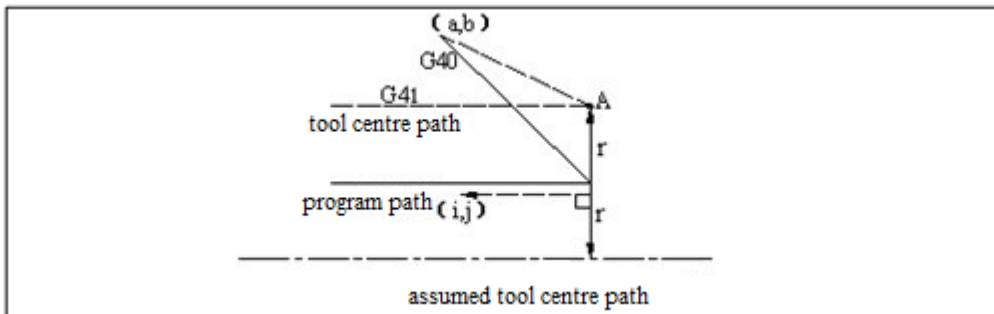 (a,b)
G40
G41
A
tool centre path
r
program path
(i,j)
r
assumed tool centre path